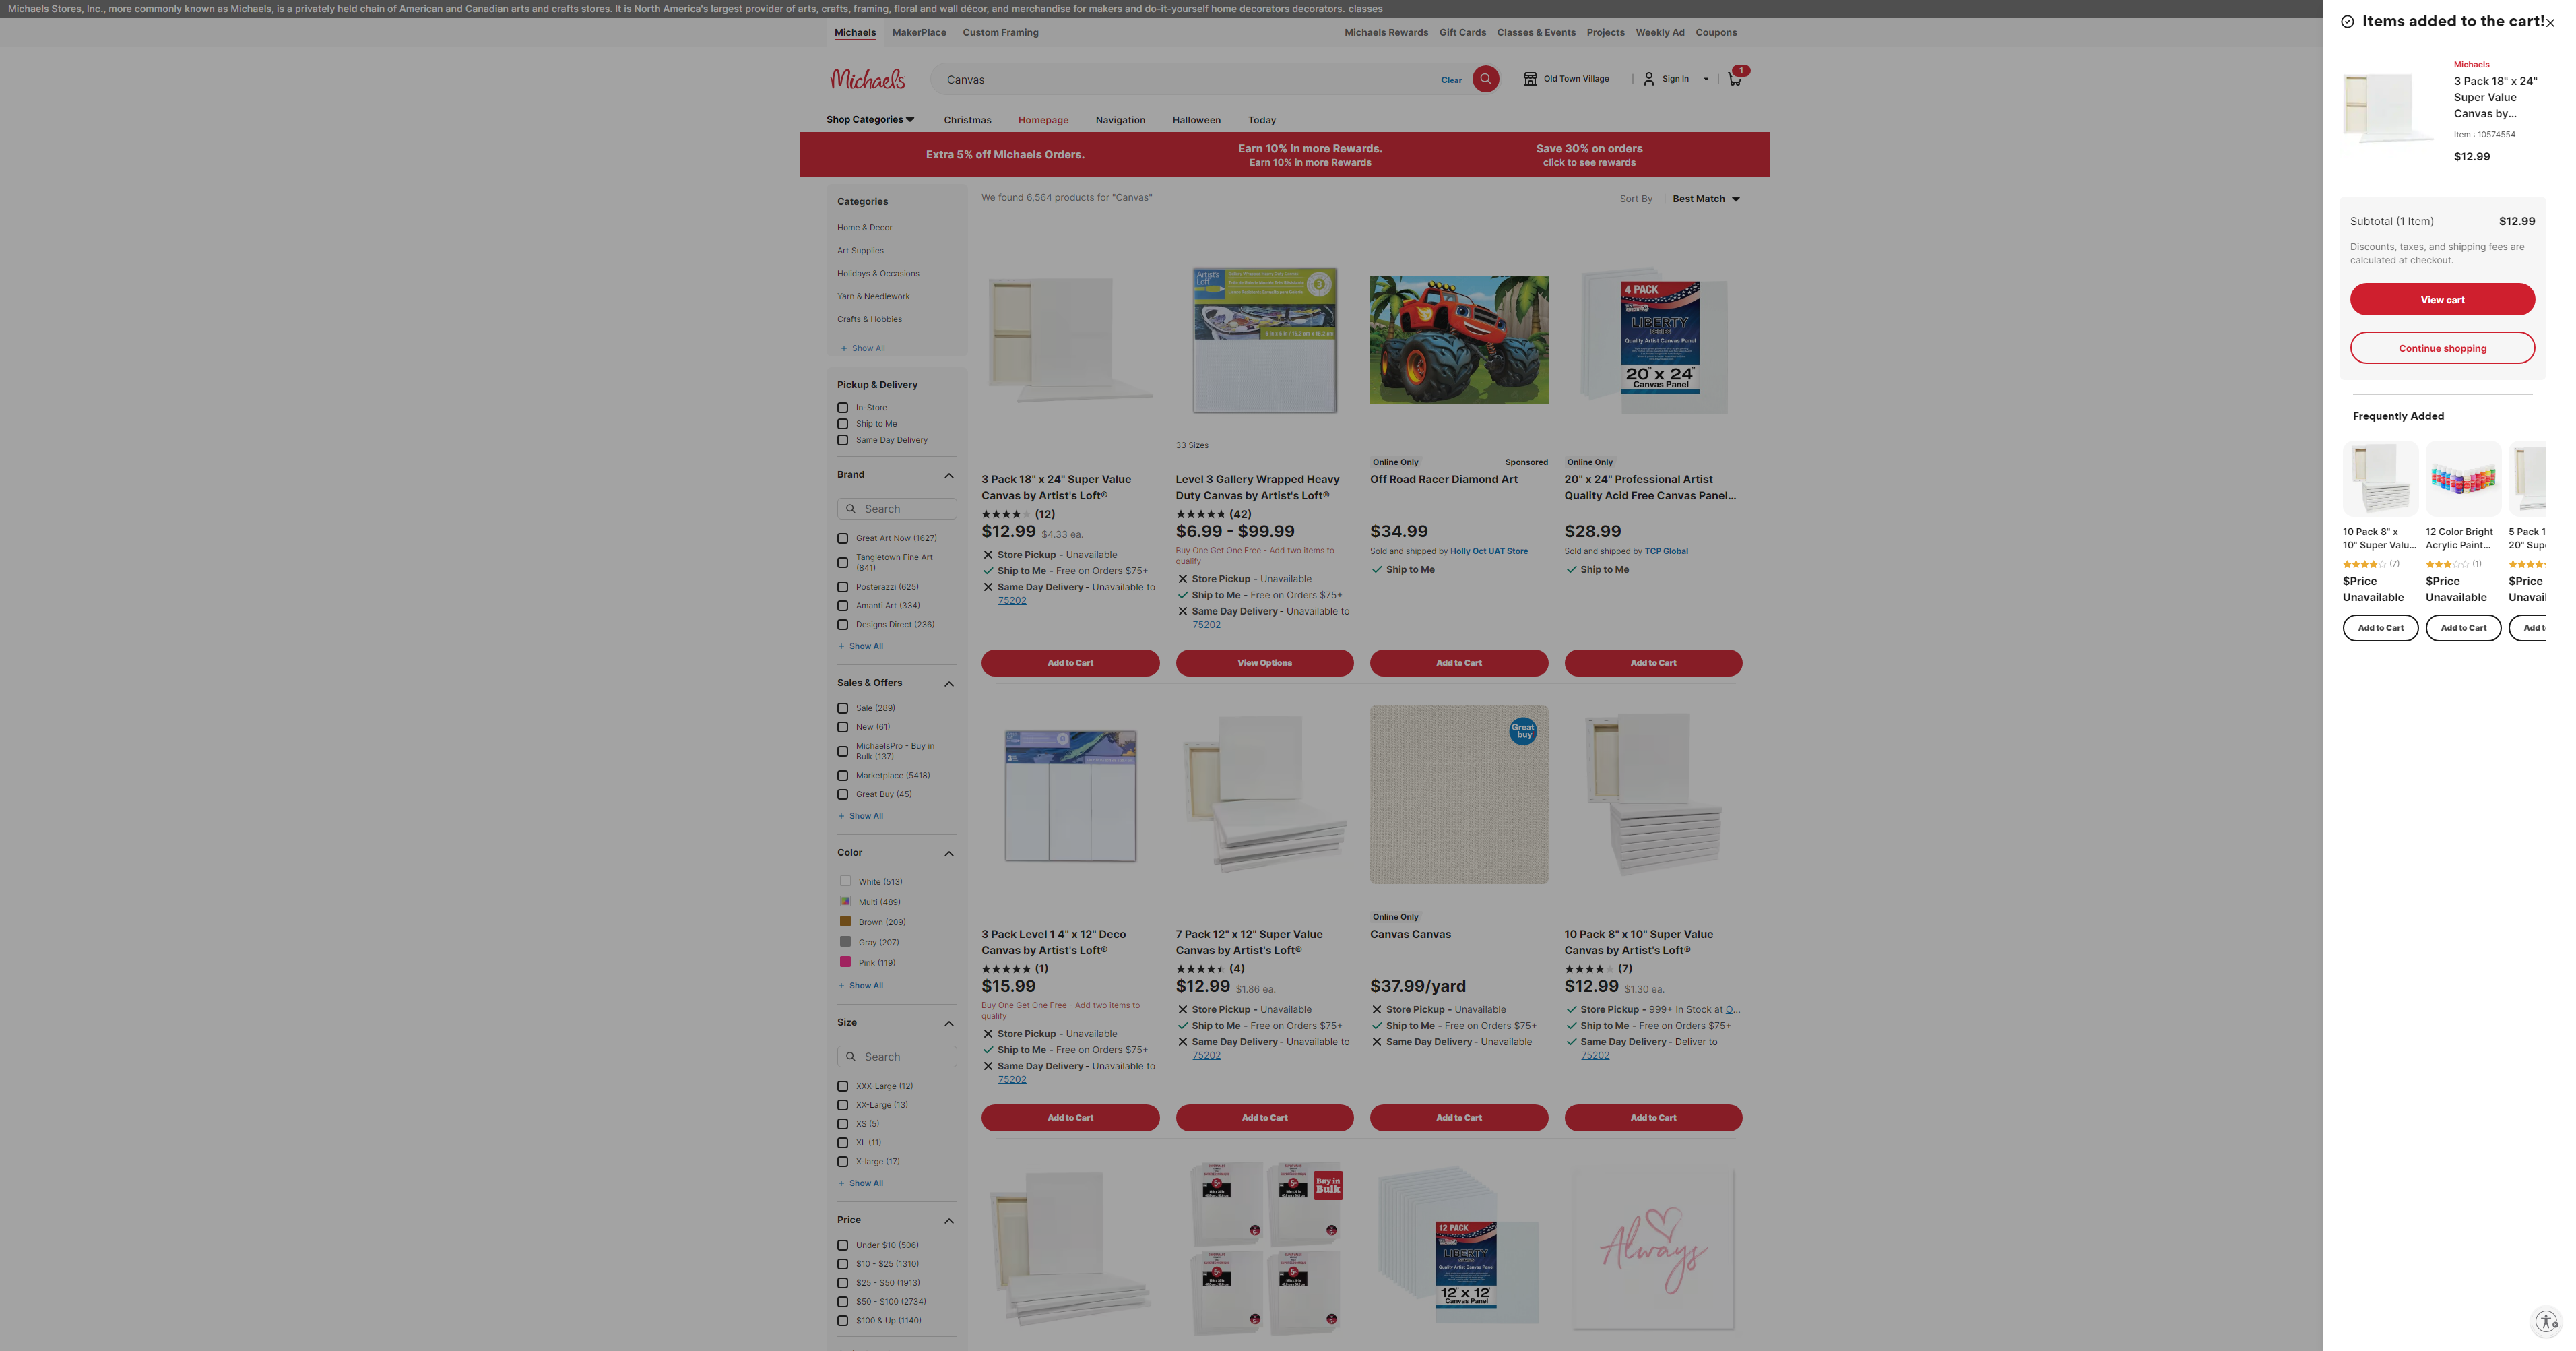 Michaels Stores, Inc., more commonly known as Michaels, is a privately held chain of American and Canadian arts and crafts stores. It is North America's largest provider of arts, crafts, framing, floral and wall décor, and merchandise for makers and do-it-yourself home decorators decorators. classes
Michaels MakerPlace Custom Framing
Michaels Rewards Gift Cards Classes & Events Projects Weekly Ad Coupons
Michaels
Canvas
Clear
Old Town Village
Sign In
1
Shop Categories Christmas Homepage Navigation Halloween Today
Extra 5% off Michaels Orders.
Earn 10% in more Rewards.
Earn 10% in more Rewards
Save 30% on orders
click to see rewards
Categories
Home & Decor
Art Supplies
Holidays & Occasions
Yarn & Needlework
Crafts & Hobbies
+ Show All
Pickup & Delivery
In-Store
Ship to Me
Same Day Delivery
Brand
Search
Great Art Now (1627)
Tangletown Fine Art
(841)
Posterazzi (625)
Amanti Art (334)
Designs Direct (236)
+ Show All
Sales & Offers
Sale (289)
New (61)
MichaelsPro - Buy in
Bulk (137)
Marketplace (5418)
Great Buy (45)
+ Show All
Color
White (513)
Multi (489)
Brown (209)
Gray (207)
Pink (119)
+ Show All
Size
Search
XXX-Large (12)
XX-Large (13)
XS (5)
XL (11)
X-large (17)
+ Show All
Price
Under $10 (506)
$10 - $25 (1310)
$25 - $50 (1913)
$50 - $100 (2734)
$100 & Up (1140)
We found 6,564 products for "Canvas"
Sort By Best Match
3 Pack 18" x 24" Super Value
Canvas by Artist's Loft®
(12)
$12.99 $4.33 ea.
Store Pickup - Unavailable
Ship to Me - Free on Orders $75+
Same Day Delivery - Unavailable to
75202
Add to Cart
Artist's
Loft
3
33 Sizes
Level 3 Gallery Wrapped Heavy
Duty Canvas by Artist's Loft®
(42)
$6.99 - $99.99
Buy One Get One Free - Add two items to
qualify
Store Pickup - Unavailable
Ship to Me - Free on Orders $75+
Same Day Delivery - Unavailable to
75202
View Options
Online Only Sponsored
Off Road Racer Diamond Art
$34.99
Sold and shipped by Holly Oct UAT Store
Ship to Me
Add to Cart
4 PACK
LIBERTY
Quality Artist Canvas Panel
20" x 24"
Canvas Panel
Online Only
20" x 24" Professional Artist
Quality Acid Free Canvas Panel...
$28.99
Sold and shipped by TCP Global
Ship to Me
Add to Cart
3
3 Pack Level 1 4" x 12" Deco
Canvas by Artist's Loft®
(1)
$15.99
Buy One Get One Free - Add two items to
qualify
Store Pickup - Unavailable
Ship to Me - Free on Orders $75+
Same Day Delivery - Unavailable to
75202
Add to Cart
7 Pack 12" x 12" Super Value
Canvas by Artist's Loft®
(4)
$12.99 $1.86 ea.
Store Pickup - Unavailable
Ship to Me - Free on Orders $75+
Same Day Delivery - Unavailable to
75202
Add to Cart
Great
buy
Online Only
Canvas Canvas
$37.99/yard
Store Pickup - Unavailable
Ship to Me - Free on Orders $75+
Same Day Delivery - Unavailable
Add to Cart
10 Pack 8" x 10" Super Value
Canvas by Artist's Loft®
(7)
$12.99 $1.30 ea.
Store Pickup - 999+ In Stock at O...
Ship to Me - Free on Orders $75+
Same Day Delivery - Deliver to
75202
Add to Cart
Buy in
Bulk
12 PACK
LIBERTY
Quality Artist Canvas Panel
12" x 12"
Canvas Panel
Always
Items added to the cart!
Michaels
3 Pack 18" x 24"
Super Value
Canvas by...
Item : 10574554
$12.99
Subtotal (1 Item) $12.99
Discounts, taxes, and shipping fees are
calculated at checkout.
View cart
Continue shopping
Frequently Added
10 Pack 8" x
10" Super Valu...
(7)
$Price
Unavailable
Add to Cart
12 Color Bright
Acrylic Paint...
(1)
$Price
Unavailable
Add to Cart
5 Pack 1
20" Sup
$Price
Unavail
Add t